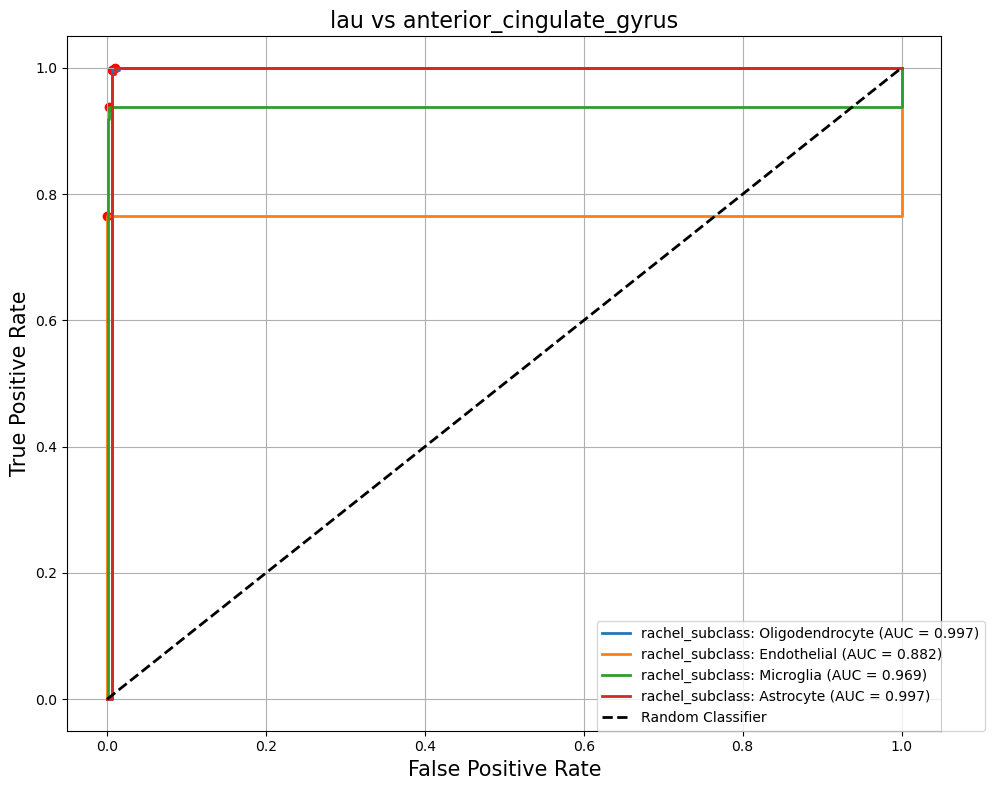 lau vs anterior_cingulate_gyrus
True Positive Rate
1.0
0.8
0.6
0.4
0.2
0.0
0.0 0.2 0.4 0.6 0.8 1.0
False Positive Rate
rachel_subclass: Oligodendrocyte (AUC = 0.997)
rachel_subclass: Endothelial (AUC = 0.882)
rachel_subclass: Microglia (AUC = 0.969)
rachel_subclass: Astrocyte (AUC = 0.997)
Random Classifier